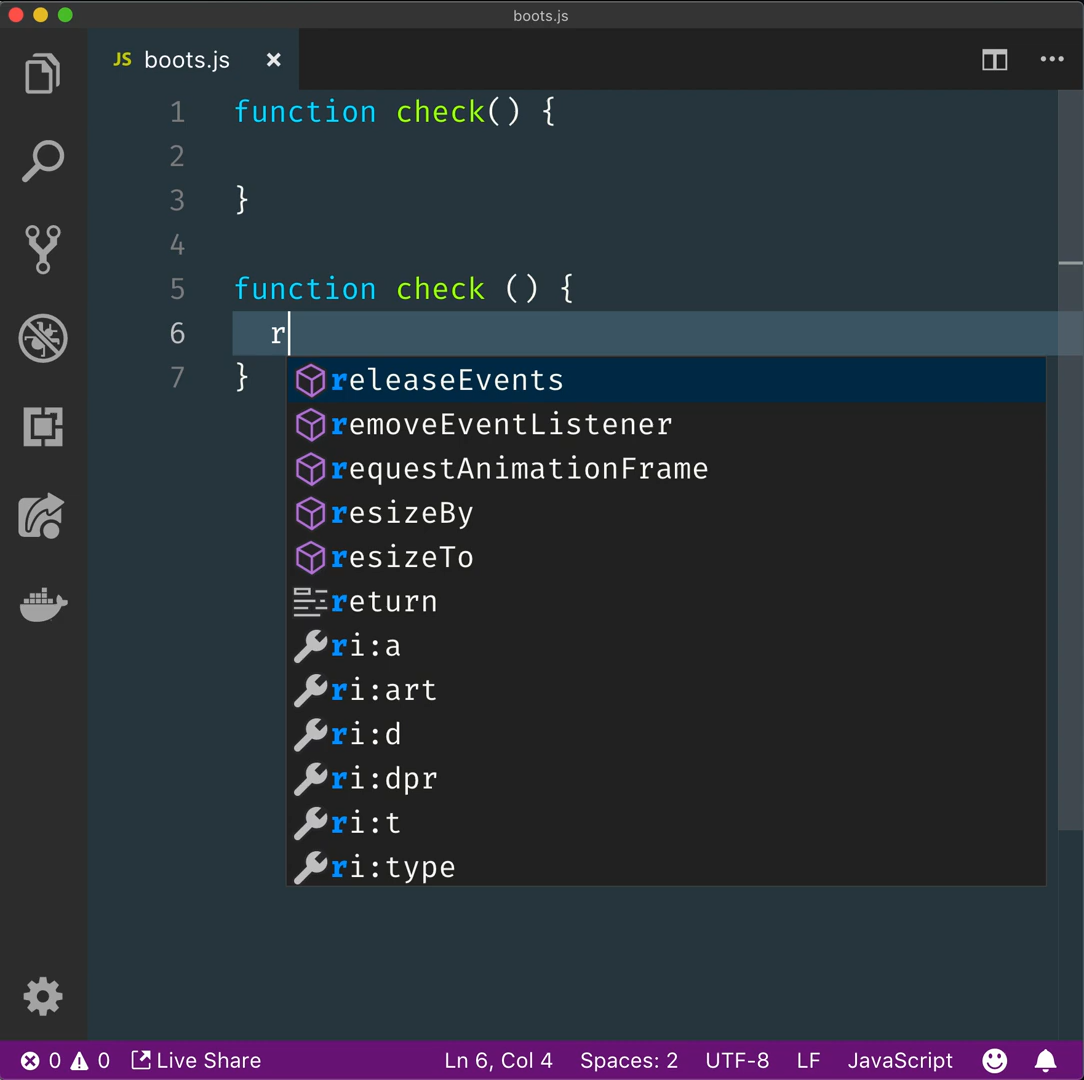 boots.js
JS boots.js ×
1 function check() {
2
3 }
4
5 function check () {
6 r
7 }
releaseEvents
removeEventListener
requestAnimationFrame
resizeBy
resizeTo
return
ri:a
ri:art
ri:d
ri:dpr
ri:t
ri:type
0 0 Live Share Ln 6, Col 4 Spaces: 2 UTF-8 LF JavaScript